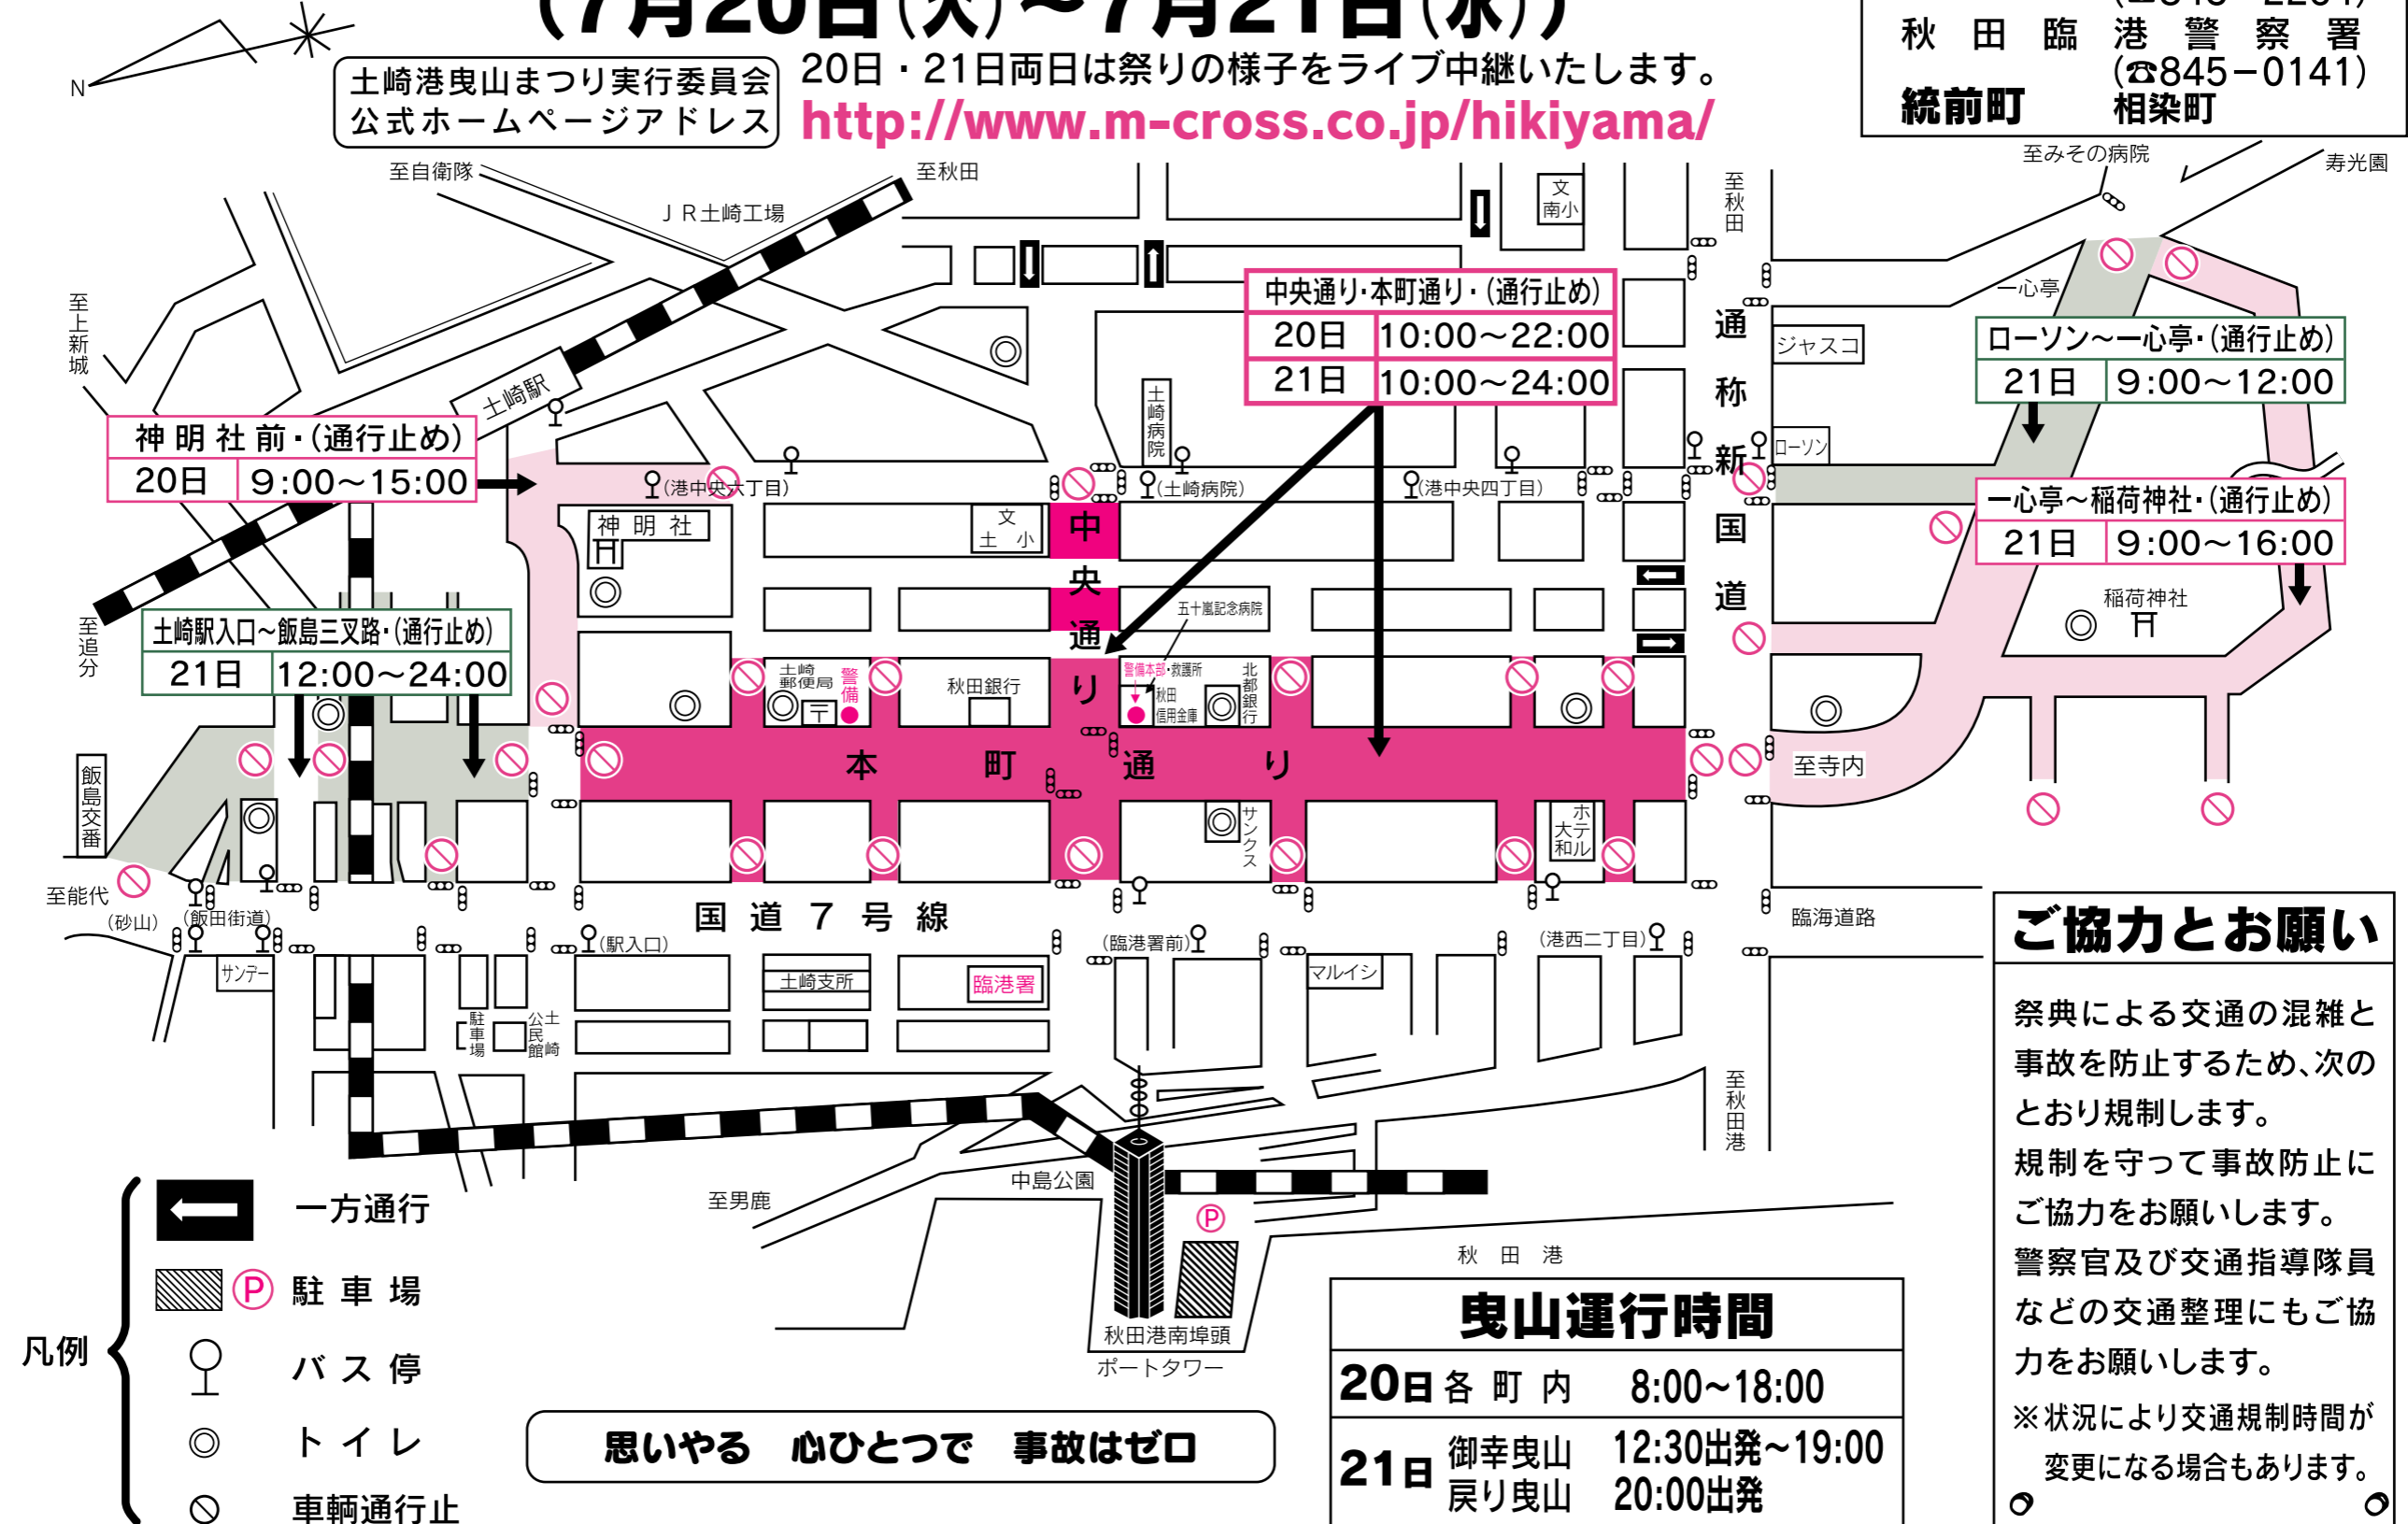 (7月20日(火)～7月21日(水))
土崎港曳山まつり実行委員会
公式ホームページアドレス
20日・21日両日は祭りの様子をライブ中継いたします。
http://www.m-cross.co.jp/hikiyama/
秋田臨港警察署
(☎845－0141)
統前町 相染町
N
至自衛隊
ＪＲ土崎工場
至秋田
文
南小
至秋田
至みその病院
寿光園
至上新城
土崎駅
中央通り・本町通り・(通行止め)
20日 10:00～22:00
21日 10:00～24:00
通称新国道
ジャスコ
一心亭
ローソン～一心亭・(通行止め)
21日 9:00～12:00
神明社前・(通行止め)
20日 9:00～15:00
土崎病院
ローソン
(港中央六丁目)
(土崎病院)
(港中央四丁目)
一心亭～稲荷神社・(通行止め)
21日 9:00～16:00
神明社
文
土小
中央通り
五十嵐記念病院
稲荷神社
至追分
土崎駅入口～飯島三叉路・(通行止め)
21日 12:00～24:00
土崎
郵便局
〒
警備
秋田銀行
警備本部・救護所
秋田
信用金庫
北都銀行
本町通り
至寺内
飯島交番
サンクス
ホテル
大和
至能代
(砂山)
(飯田街道)
国道７号線
臨海道路
(駅入口)
(臨港署前)
(港西二丁目)
サンデー
土崎支所
臨港署
マルイシ
駐車場
土崎
公民館
至秋田港
中島公園
至男鹿
P
秋田港
秋田港南埠頭
ポートタワー
凡例
一方通行
P 駐車場
バス停
トイレ
車輌通行止
思いやる 心ひとつで 事故はゼロ
曳山運行時間
20日 各町内 8:00～18:00
21日 御幸曳山 12:30出発～19:00
戻り曳山 20:00出発
ご協力とお願い
祭典による交通の混雑と
事故を防止するため、次の
とおり規制します。
規制を守って事故防止に
ご協力をお願いします。
警察官及び交通指導隊員
などの交通整理にもご協
力をお願いします。
※状況により交通規制時間が
変更になる場合もあります。